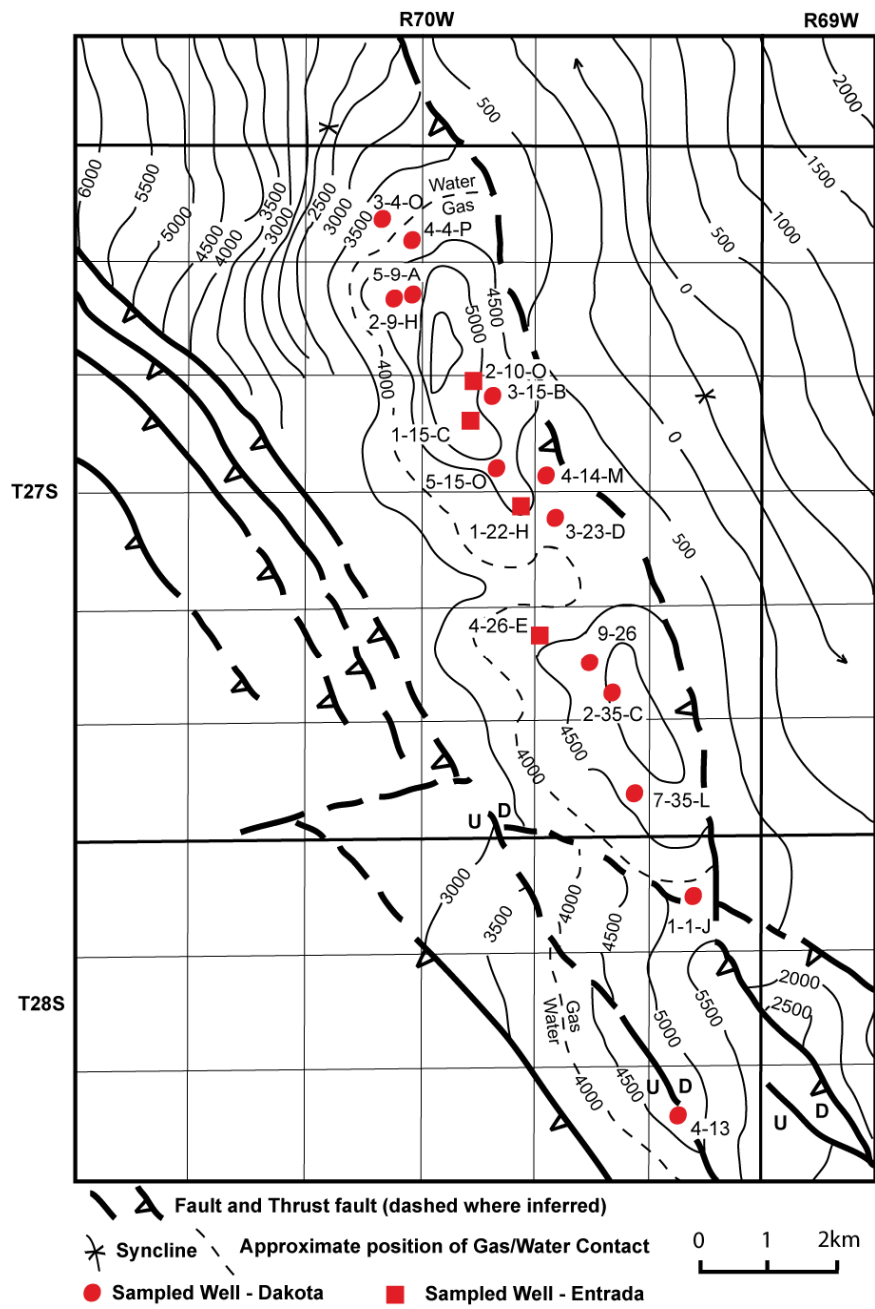 R70W
R69W
2000
500
1500
6000
5500
5000
4500
4000
3500
3000
2500
3000
3500
Water
Gas
3-4-O
4-4-P
500
1000
0
5-9-A
2-9-H
4500
5000
4000
2-10-O
3-15-B
1-15-C
0
T27S
5-15-O
4-14-M
1-22-H
3-23-D
500
4-26-E
9-26
2-35-C
4500
4000
7-35-L
U D
3000
3500
4000
4500
1-1-J
T28S
Gas
Water
5000
5500
2000
2500
4500
4000
U D
4-13
U D
Fault and Thrust fault (dashed where inferred)
Syncline
Approximate position of Gas/Water Contact
0 1 2km
Sampled Well - Dakota
Sampled Well - Entrada